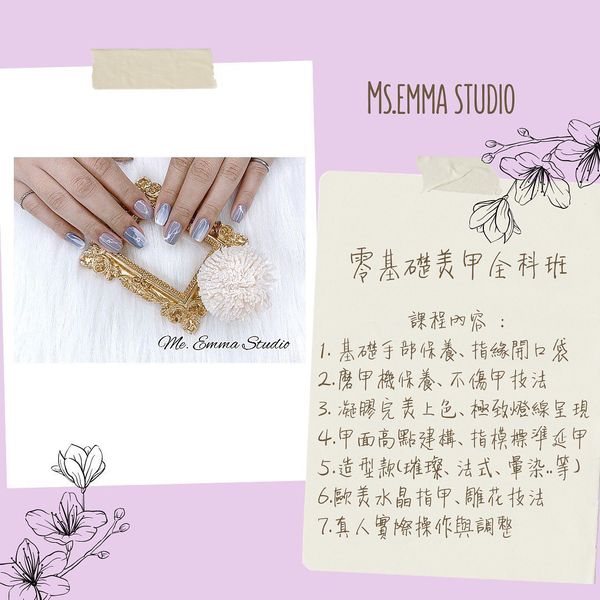 MS.EMMA STUDIO
Me. Emma Studio
零基礎美甲全科班
課程內容：
1. 基礎手部保養、指緣開口袋
2.磨甲機保養、不傷甲技法
3. 凝膠完美上色、極致燈線呈現
4.甲面高點建構、指模標準延甲
5.造型款(璀璨、法式、暈染..等)
6.歐美水晶指甲、雕花技法
7.真人實際操作與調整